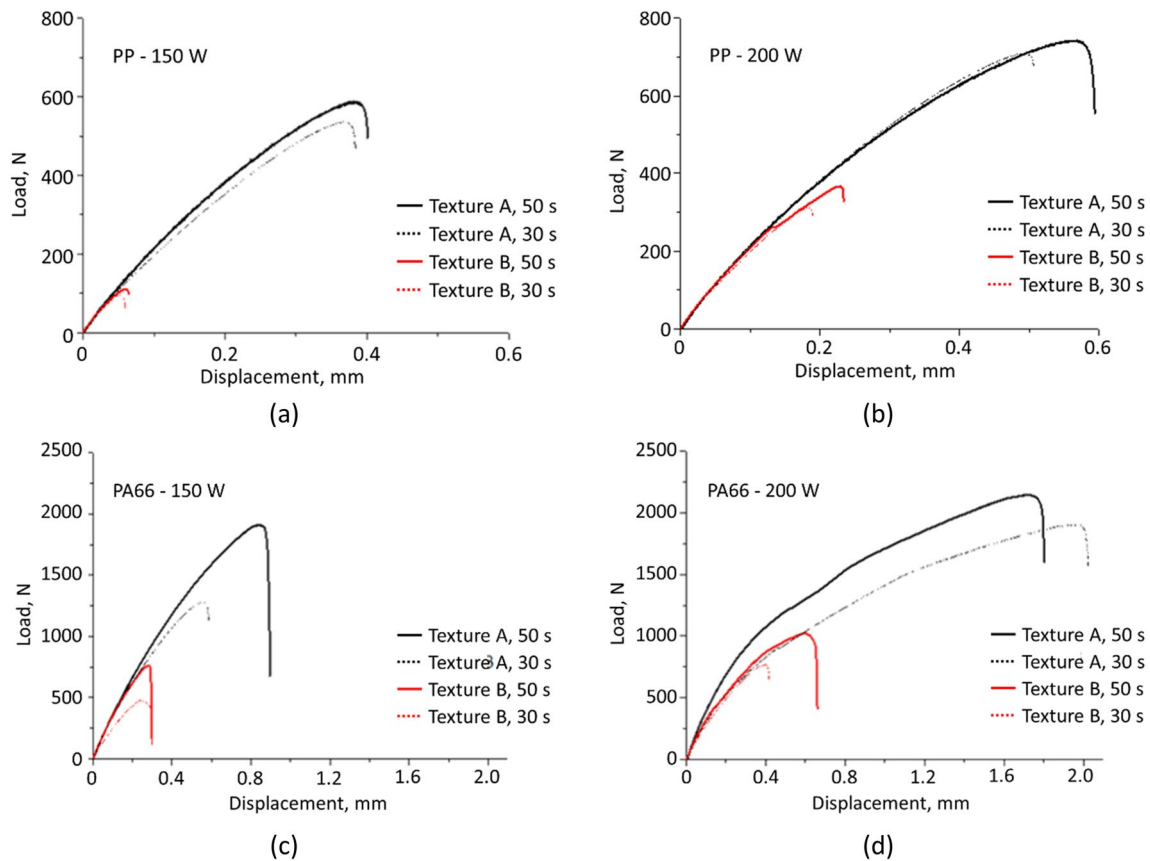 800
600
400
200
0
Load, N
PP - 150 W
Texture A, 50 s
Texture A, 30 s
Texture B, 50 s
Texture B, 30 s
0 0.2 0.4 0.6
Displacement, mm
(a)
800
600
400
200
0
Load, N
PP - 200 W
Texture A, 50 s
Texture A, 30 s
Texture B, 50 s
Texture B, 30 s
0 0.2 0.4 0.6
Displacement, mm
(b)
2500
2000
1500
1000
500
0
Load, N
PA66 - 150 W
Texture A, 50 s
Texture A, 30 s
Texture B, 50 s
Texture B, 30 s
0 0.4 0.8 1.2 1.6 2.0
Displacement, mm
(c)
2500
2000
1500
1000
500
0
Load, N
PA66 - 200 W
Texture A, 50 s
Texture A, 30 s
Texture B, 50 s
Texture B, 30 s
0 0.4 0.8 1.2 1.6 2.0
Displacement, mm
(d)